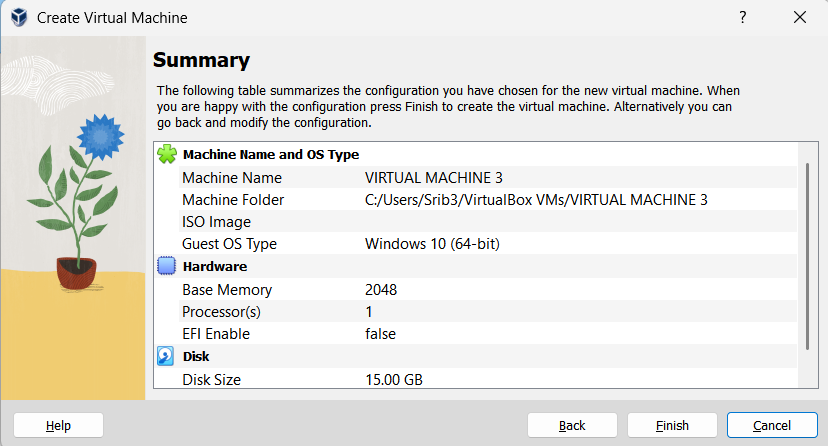 Create Virtual Machine
?
Summary
The following table summarizes the configuration you have chosen for the new virtual machine. When
you are happy with the configuration press Finish to create the virtual machine. Alternatively you can
go back and modify the configuration.
Machine Name and OS Type
Machine Name VIRTUAL MACHINE 3
Machine Folder C:/Users/Srib3/VirtualBox VMs/VIRTUAL MACHINE 3
ISO Image
Guest OS Type Windows 10 (64-bit)
Hardware
Base Memory 2048
Processor(s) 1
EFI Enable false
Disk
Disk Size 15.00 GB
Help Back Finish Cancel